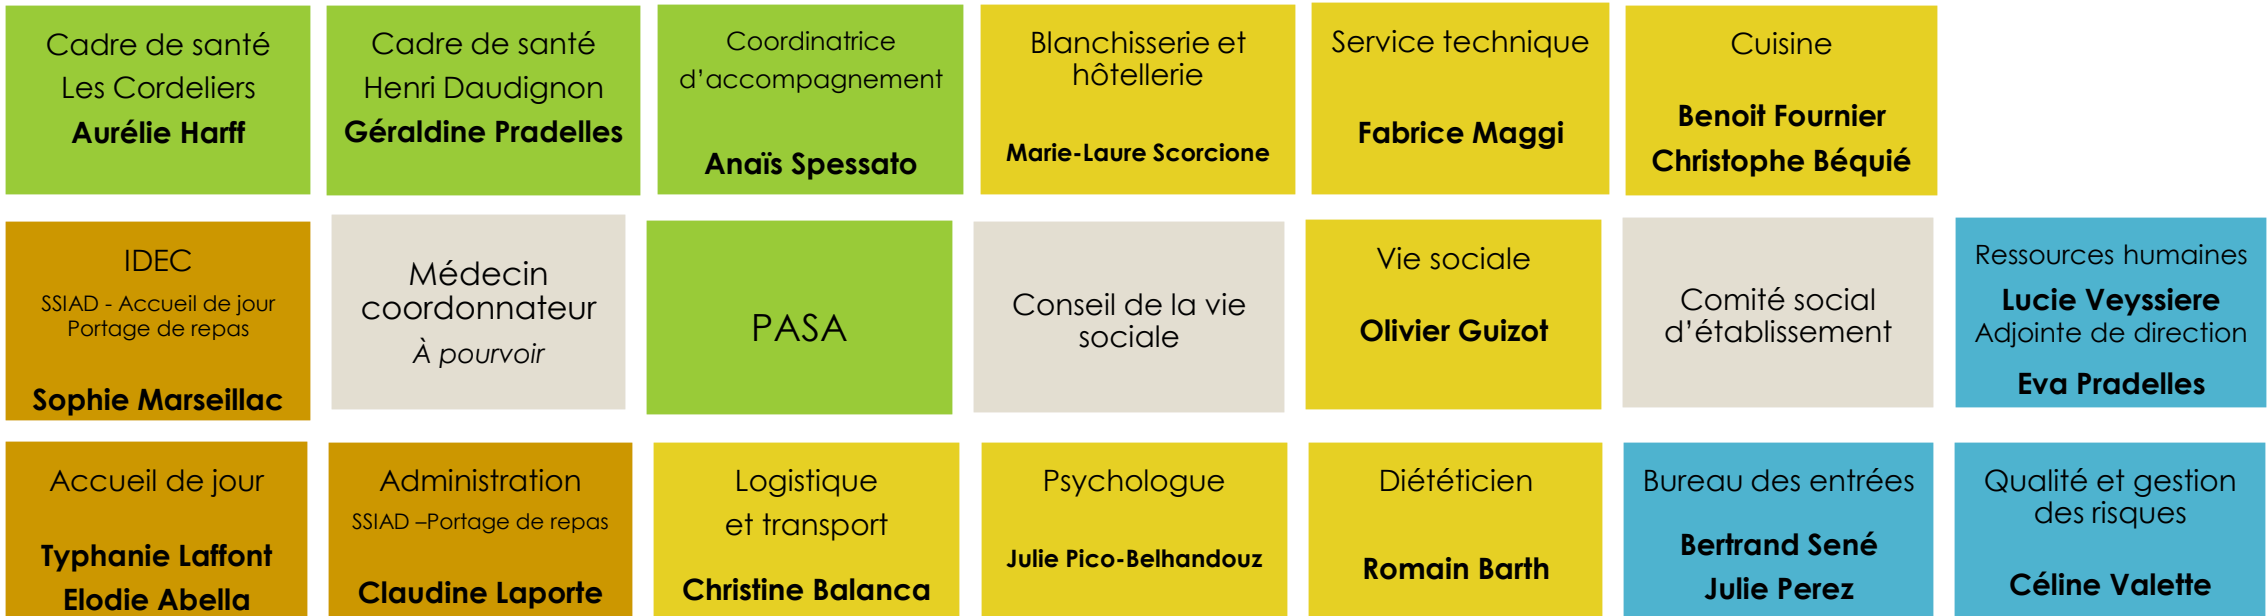 Cadre de santé
Les Cordeliers
Aurélie Harff
Cadre de santé
Henri Daudignon
Géraldine Pradelles
Coordinatrice
d’accompagnement
Anaïs Spessato
Blanchisserie et
hôtellerie
Marie-Laure Scorcione
Service technique
Fabrice Maggi
Cuisine
Benoit Fournier
Christophe Béquié
IDEC
SSIAD - Accueil de jour
Portage de repas
Sophie Marseillac
Médecin
coordonnateur
À pourvoir
PASA
Conseil de la vie
sociale
Vie sociale
Olivier Guizot
Comité social
d’établissement
Ressources humaines
Lucie Veyssiere
Adjointe de direction
Eva Pradelles
Accueil de jour
Typhanie Laffont
Elodie Abella
Administration
SSIAD –Portage de repas
Claudine Laporte
Logistique
et transport
Christine Balanca
Psychologue
Julie Pico-Belhandouz
Diététicien
Romain Barth
Bureau des entrées
Bertrand Sené
Julie Perez
Qualité et gestion
des risques
Céline Valette